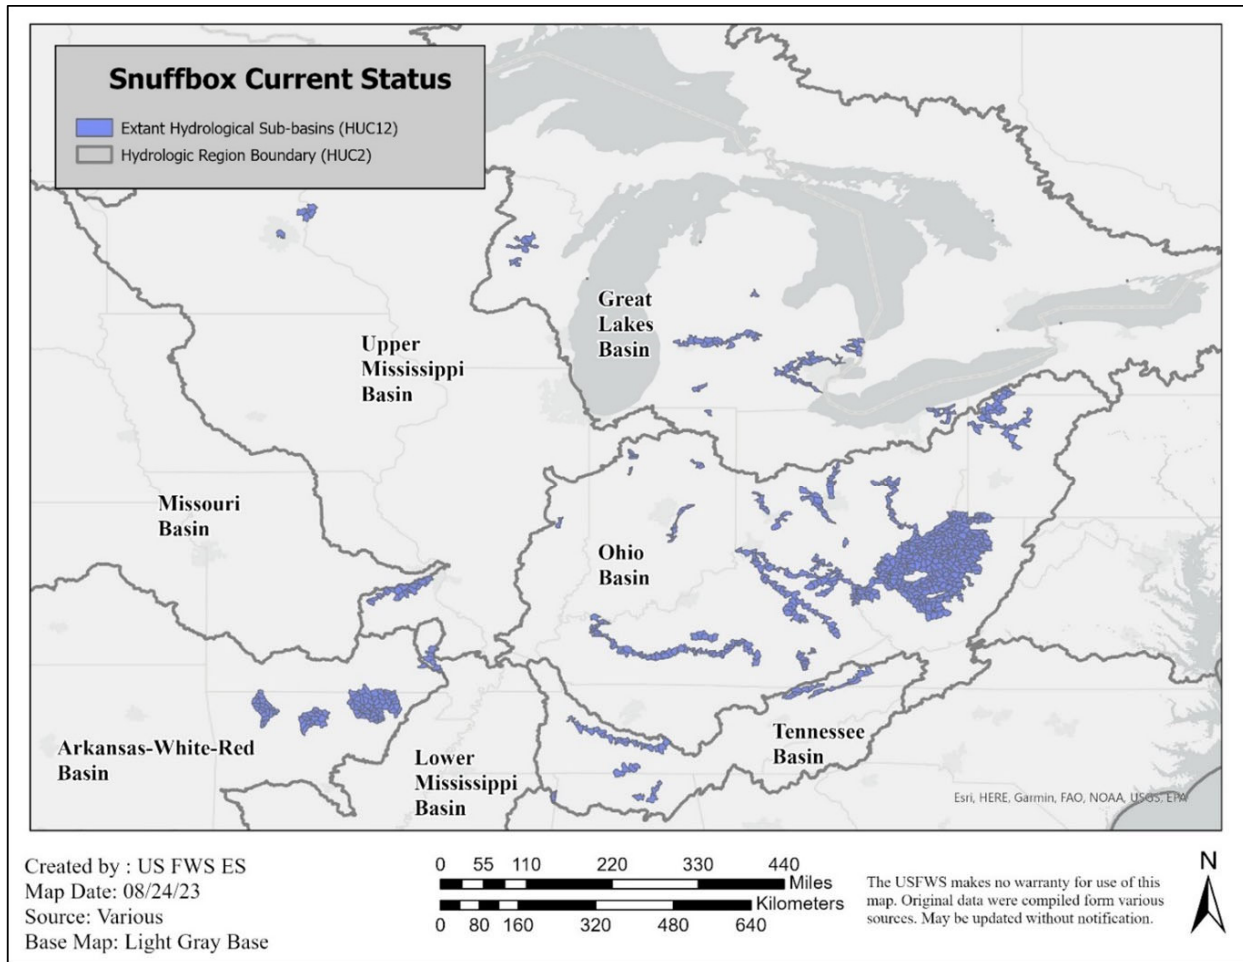 Snuffbox Current Status
Extant Hydrological Sub-basins (HUC12)
Hydrologic Region Boundary (HUC2)
Great
Lakes
Basin
Upper
Mississippi
Basin
Missouri
Basin
Ohio
Basin
Tennessee
Basin
Arkansas-White-Red
Basin
Lower
Mississippi
Basin
Esri, HERE, Garmin, FAO, NOAA, USGS, EPA
Created by : US FWS ES
Map Date: 08/24/23
Source: Various
Base Map: Light Gray Base
0 55 110 220 330 440
Miles
Kilometers
0 80 160 320 480 640
The USFWS makes no warranty for use of this
map. Original data were compiled form various
sources. May be updated without notification.
N